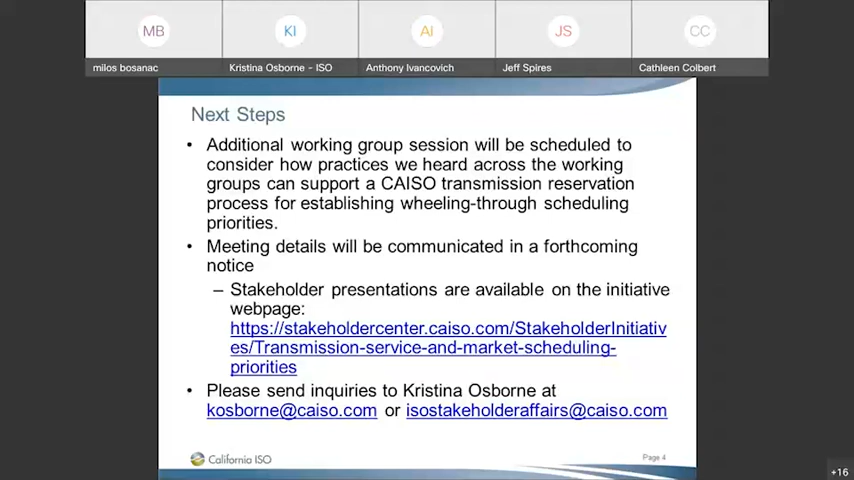 MB
KI
AI
JS
CC
milos bosanac
Kristina Osborne - ISO
Anthony Ivancovich
Jeff Spires
Cathleen Colbert
Next Steps
• Additional working group session will be scheduled to
consider how practices we heard across the working
groups can support a CAISO transmission reservation
process for establishing wheeling-through scheduling
priorities.
• Meeting details will be communicated in a forthcoming
notice
– Stakeholder presentations are available on the initiative
webpage:
https://stakeholdercenter.caiso.com/StakeholderInitiativ
es/Transmission-service-and-market-scheduling-
priorities
• Please send inquiries to Kristina Osborne at
kosborne@caiso.com or isostakeholderaffairs@caiso.com
California ISO
Page 4
+16